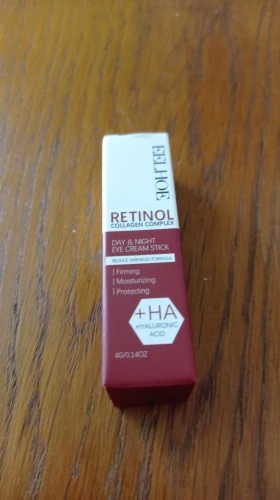 EELHOE
RETINOL
COLLAGEN COMPLEX
DAY & NIGHT
EYE CREAM STICK
REDUCE WRINKLES FORMULA
| Firming
| Moisturizing
| Protecting
+HA
HYALURONIC
ACID
4G/0.14OZ